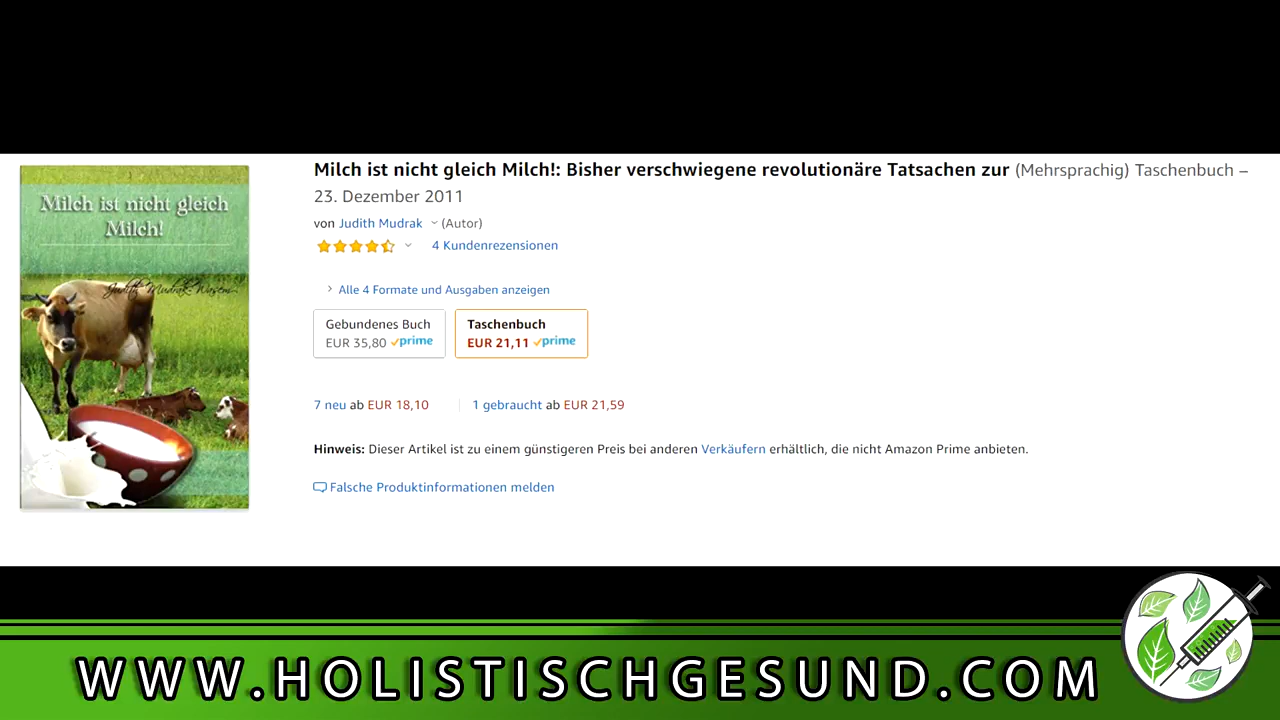 Milch ist nicht gleich
Milch!
Judith Mudrak-Wasem
Milch ist nicht gleich Milch!: Bisher verschwiegene revolutionäre Tatsachen zur (Mehrsprachig) Taschenbuch –
23. Dezember 2011
von Judith Mudrak (Autor)
4 Kundenrezensionen
Alle 4 Formate und Ausgaben anzeigen
Gebundenes Buch
EUR 35,80 prime
Taschenbuch
EUR 21,11 prime
7 neu ab EUR 18,10
1 gebraucht ab EUR 21,59
Hinweis: Dieser Artikel ist zu einem günstigeren Preis bei anderen Verkäufern erhältlich, die nicht Amazon Prime anbieten.
Falsche Produktinformationen melden
WWW.HOLISTISCHGESUND.COM